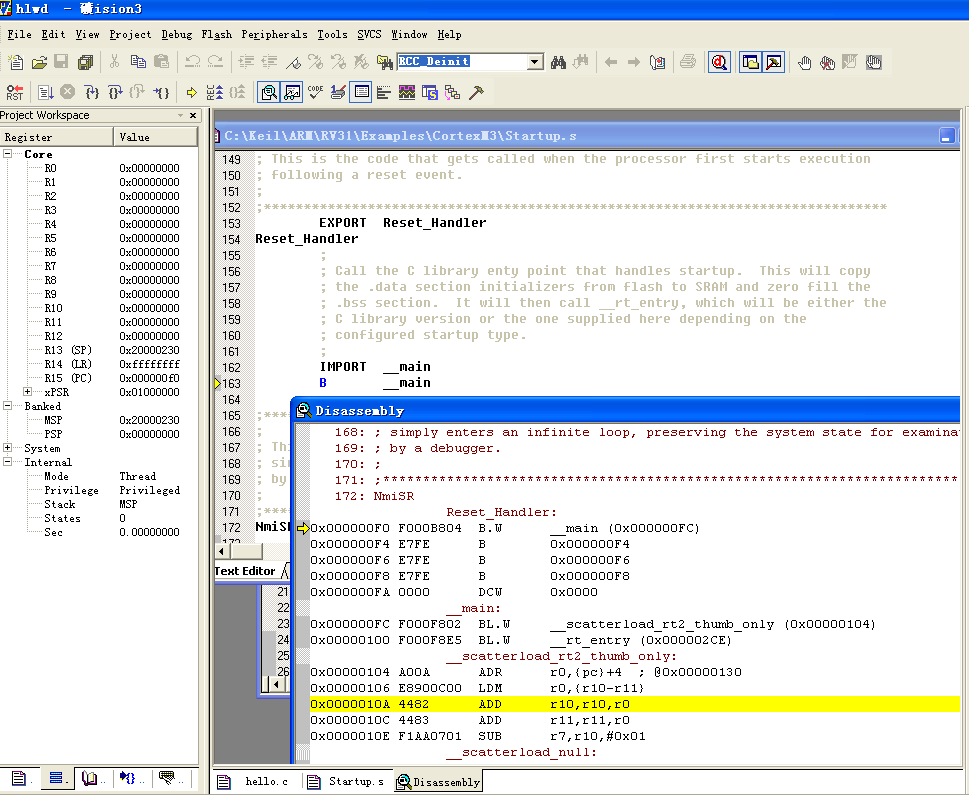 hlwd - 礦ision3
File Edit View Project Debug Flash Peripherals Tools SVCS Window Help
RCC_Deinit
RST
CODE
Project Workspace
Register Value
Core
R0 0x00000000
R1 0x00000000
R2 0x00000000
R3 0x00000000
R4 0x00000000
R5 0x00000000
R6 0x00000000
R7 0x00000000
R8 0x00000000
R9 0x00000000
R10 0x00000000
R11 0x00000000
R12 0x00000000
R13 (SP) 0x20000230
R14 (LR) 0xffffffff
R15 (PC) 0x000000f0
xPSR 0x01000000
Banked
MSP 0x20000230
PSP 0x00000000
System
Internal
Mode Thread
Privilege Privileged
Stack MSP
States 0
Sec 0.00000000
C:\Keil\ARM\RV31\Examples\CortexM3\Startup.s
149 ; This is the code that gets called when the processor first starts execution
150 ; following a reset event.
151 ;
152 ;******************************************************************************
153 EXPORT Reset_Handler
154 Reset_Handler
155 ;
156 ; Call the C library enty point that handles startup. This will copy
157 ; the .data section initializers from flash to SRAM and zero fill the
158 ; .bss section. It will then call __rt_entry, which will be either the
159 ; C library version or the one supplied here depending on the
160 ; configured startup type.
161 ;
162 IMPORT __main
163 B __main
164
165 ;***
166 ;
167 ; Thi
168 ; sim
169 ; by
170 ;
171 ;***
172 NmiSR
173
Text Editor
21
22
23
24
25
26
Disassembly
168: ; simply enters an infinite loop, preserving the system state for examina
169: ; by a debugger.
170: ;
171: ;************************************************************************
172: NmiSR
Reset_Handler:
0x000000F0 F000B804 B.W __main (0x000000FC)
0x000000F4 E7FE B 0x000000F4
0x000000F6 E7FE B 0x000000F6
0x000000F8 E7FE B 0x000000F8
0x000000FA 0000 DCW 0x0000
__main:
0x000000FC F000F802 BL.W __scatterload_rt2_thumb_only (0x00000104)
0x00000100 F000F8E5 BL.W __rt_entry (0x000002CE)
__scatterload_rt2_thumb_only:
0x00000104 A00A ADR r0,{pc}+4 ; @0x00000130
0x00000106 E8900C00 LDM r0,{r10-r11}
0x0000010A 4482 ADD r10,r10,r0
0x0000010C 4483 ADD r11,r11,r0
0x0000010E F1AA0701 SUB r7,r10,#0x01
__scatterload_null:
hello.c Startup.s Disassembly